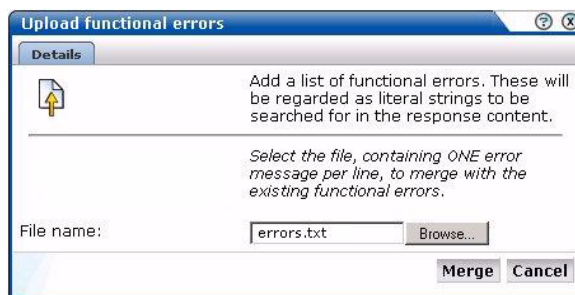 Upload functional errors
Details
Add a list of functional errors. These will
be regarded as literal strings to be
searched for in the response content.
Select the file, containing ONE error
message per line, to merge with the
existing functional errors.
File name:
errors.txt
Browse...
Merge Cancel